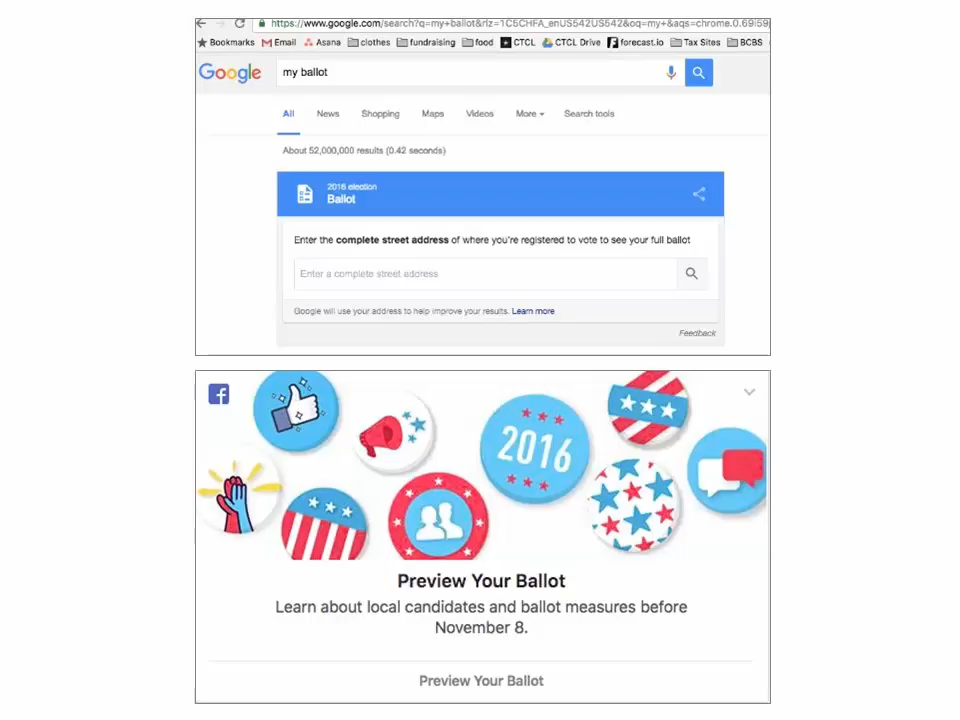 https://www.google.com/search?q=my+ballot&rlz=1C5CHFA_enUS542US542&oq=my+&aqs=chrome.0.69i59
Bookmarks Email Asana clothes fundraising food CTCL CTCL Drive forecast.io Tax Sites BCBS
Google my ballot
All News Shopping Maps Videos More Search tools
About 52,000,000 results (0.42 seconds)
2016 election
Ballot
Enter the complete street address of where you're registered to vote to see your full ballot
Enter a complete street address
Google will use your address to help improve your results. Learn more
Feedback
2016
Preview Your Ballot
Learn about local candidates and ballot measures before
November 8.
Preview Your Ballot